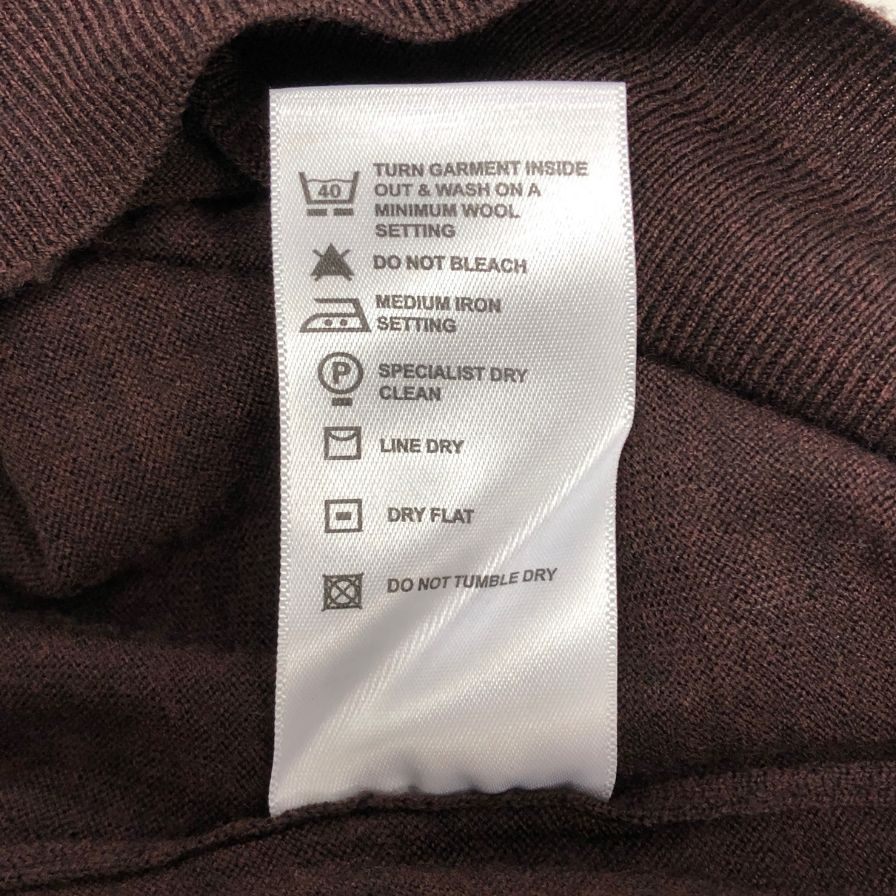 40 TURN GARMENT INSIDE
OUT & WASH ON A
MINIMUM WOOL
SETTING
DO NOT BLEACH
MEDIUM IRON
SETTING
P SPECIALIST DRY
CLEAN
LINE DRY
DRY FLAT
DO NOT TUMBLE DRY